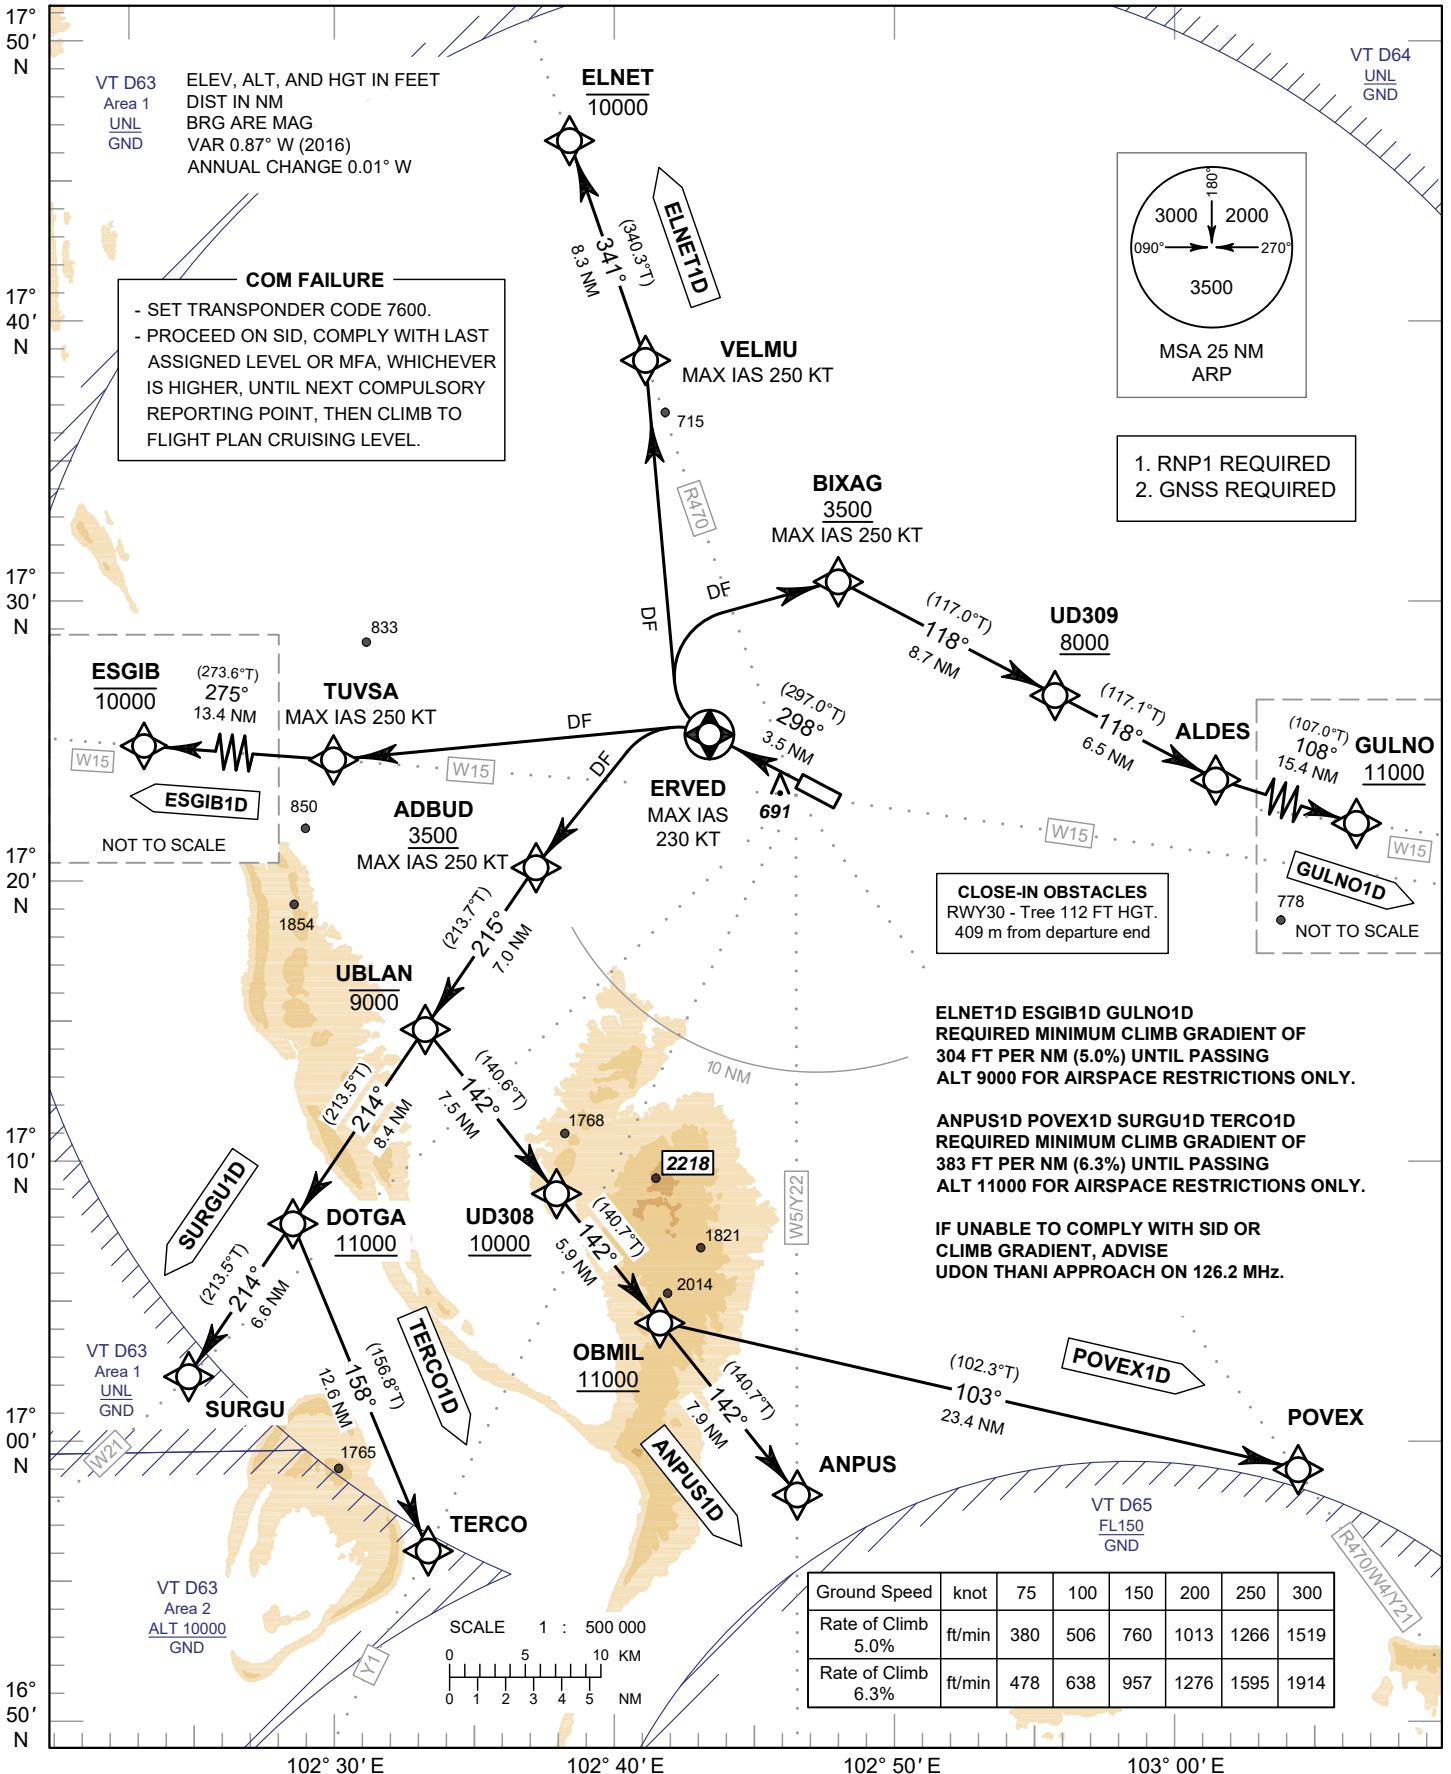 17°
50′
N
VT D63
Area 1
UNL
GND
ELEV, ALT, AND HGT IN FEET
DIST IN NM
BRG ARE MAG
VAR 0.87° W (2016)
ANNUAL CHANGE 0.01° W
ELNET
10000
VT D64
UNL
GND
180°
3000
2000
090°
270°
3500
MSA 25 NM
ARP
(340.3°T)
341°
8.3 NM
ELNET1D
17°
40′
N
COM FAILURE
- SET TRANSPONDER CODE 7600.
- PROCEED ON SID, COMPLY WITH LAST
ASSIGNED LEVEL OR MFA, WHICHEVER
IS HIGHER, UNTIL NEXT COMPULSORY
REPORTING POINT, THEN CLIMB TO
FLIGHT PLAN CRUISING LEVEL.
VELMU
MAX IAS 250 KT
715
R470
1. RNP1 REQUIRED
2. GNSS REQUIRED
BIXAG
3500
MAX IAS 250 KT
17°
30′
N
DF
DF
(117.0°T)
118°
8.7 NM
UD309
8000
833
ESGIB
10000
(273.6°T)
275°
13.4 NM
TUVSA
MAX IAS 250 KT
DF
DF
(297.0°T)
298°
3.5 NM
(117.1°T)
118°
6.5 NM
ALDES
(107.0°T)
108°
15.4 NM
GULNO
11000
W15
W15
W15
W15
ESGIB1D
NOT TO SCALE
850
ADBUD
3500
MAX IAS 250 KT
ERVED
MAX IAS
230 KT
691
17°
20′
N
CLOSE-IN OBSTACLES
RWY30 - Tree 112 FT HGT.
409 m from departure end
GULNO1D
778
NOT TO SCALE
1854
(213.7°T)
215°
7.0 NM
UBLAN
9000
ELNET1D ESGIB1D GULNO1D
REQUIRED MINIMUM CLIMB GRADIENT OF
304 FT PER NM (5.0%) UNTIL PASSING
ALT 9000 FOR AIRSPACE RESTRICTIONS ONLY.
10 NM
(213.5°T)
214°
8.4 NM
(140.6°T)
142°
7.5 NM
1768
ANPUS1D POVEX1D SURGU1D TERCO1D
REQUIRED MINIMUM CLIMB GRADIENT OF
383 FT PER NM (6.3%) UNTIL PASSING
ALT 11000 FOR AIRSPACE RESTRICTIONS ONLY.
17°
10′
N
2218
W5/Y22
SURGU1D
DOTGA
11000
UD308
10000
(140.7°T)
142°
5.9 NM
1821
2014
IF UNABLE TO COMPLY WITH SID OR
CLIMB GRADIENT, ADVISE
UDON THANI APPROACH ON 126.2 MHz.
(213.5°T)
214°
6.6 NM
VT D63
Area 1
UNL
GND
TERCO1D
(156.8°T)
158°
12.6 NM
OBMIL
11000
(140.7°T)
142°
7.9 NM
(102.3°T)
103°
23.4 NM
POVEX1D
SURGU
POVEX
17°
00′
N
W21
1765
ANPUS1D
ANPUS
TERCO
VT D65
FL150
GND
R470/W4/Y21
VT D63
Area 2
ALT 10000
GND
Y1
SCALE 1 : 500 000
0 5 10 KM
0 1 2 3 4 5 NM
Ground Speed knot 75 100 150 200 250 300
Rate of Climb 5.0% ft/min 380 506 760 1013 1266 1519
Rate of Climb 6.3% ft/min 478 638 957 1276 1595 1914
16°
50′
N
102° 30′ E
102° 40′ E
102° 50′ E
103° 00′ E